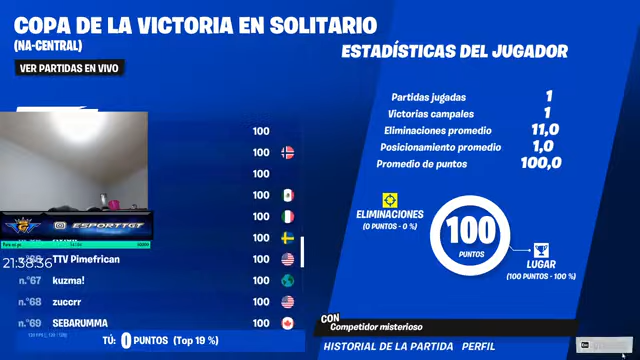 COPA DE LA VICTORIA EN SOLITARIO
(NA-CENTRAL)
VER PARTIDAS EN VIVO
100
100
100
100
100
100
TTV Pimefrican 100
n.°67 kuzma! 100
n.°68 zuccrr 100
n.°69 SEBARUMMA 100
ESPORTTGT
21:38:36
TÚ: 0 PUNTOS (Top 19 %)
ESTADÍSTICAS DEL JUGADOR
Partidas jugadas 1
Victorias campales 1
Eliminaciones promedio 11,0
Posicionamiento promedio 1,0
Promedio de puntos 100,0
ELIMINACIONES
(0 PUNTOS - 0 %)
100
PUNTOS
LUGAR
(100 PUNTOS - 100 %)
CON
Competidor misterioso
HISTORIAL DE LA PARTIDA PERFIL